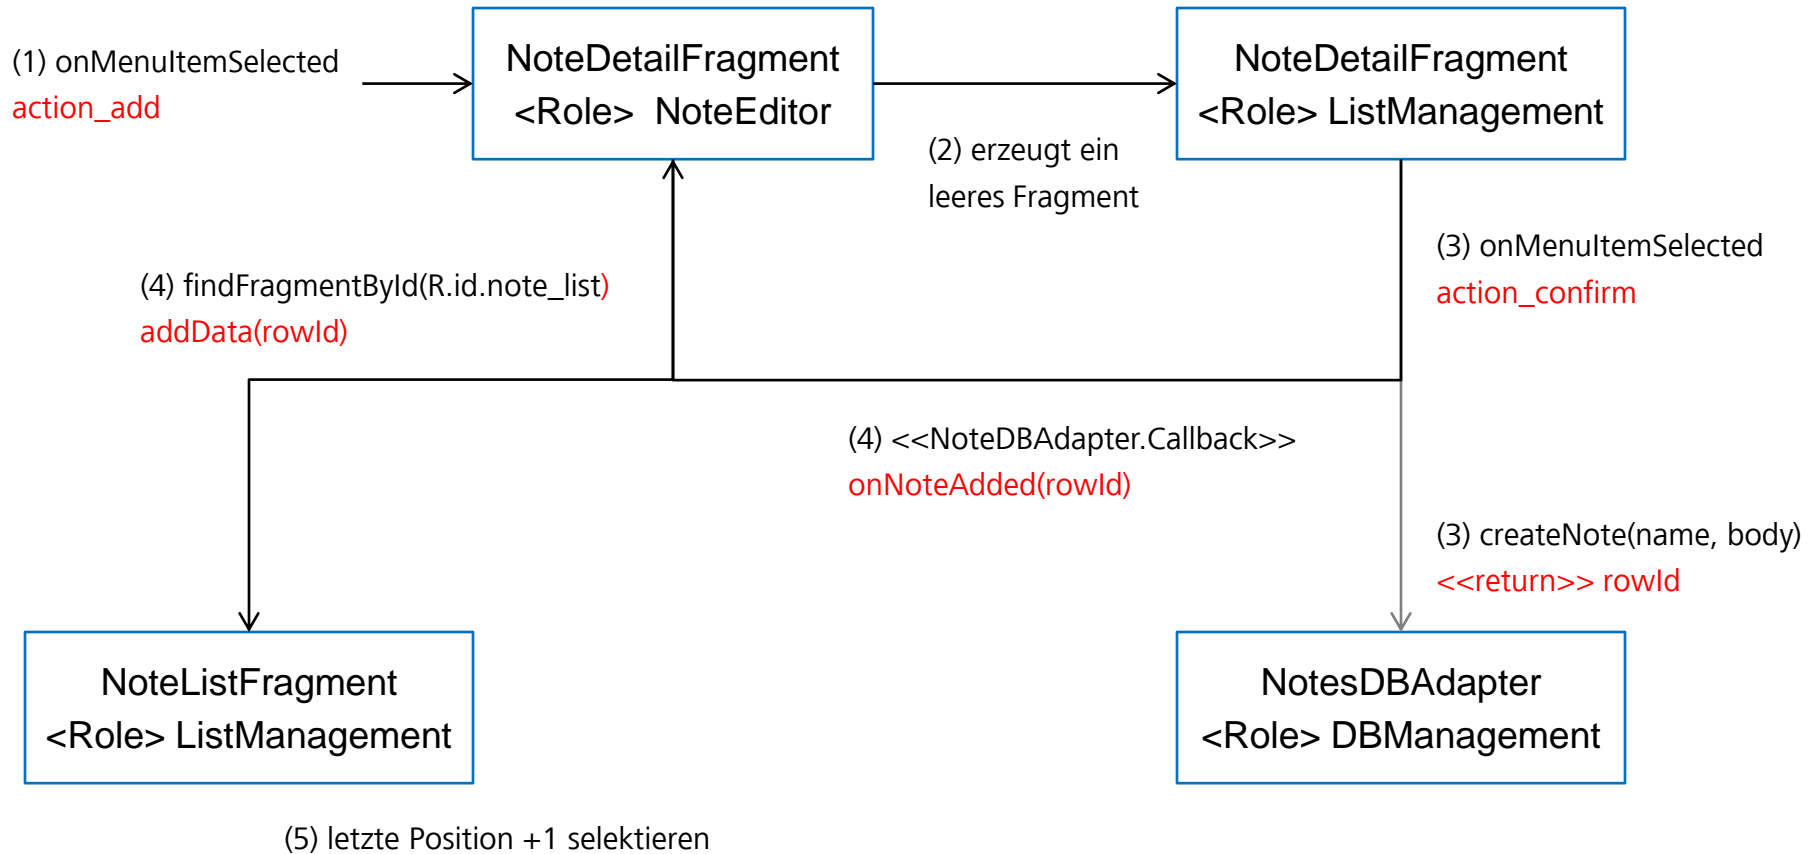 (1) onMenuItemSelected
action_add
NoteDetailFragment
<Role>  NoteEditor
NoteDetailFragment
<Role> ListManagement
(2) erzeugt ein
leeres Fragment
(3) onMenuItemSelected
action_confirm
(4) findFragmentById(R.id.note_list)
addData(rowId)
(4) <<NoteDBAdapter.Callback>>
onNoteAdded(rowId)
(3) createNote(name, body)
<<return>> rowId
NoteListFragment
<Role> ListManagement
NotesDBAdapter
<Role> DBManagement
(5) letzte Position +1 selektieren